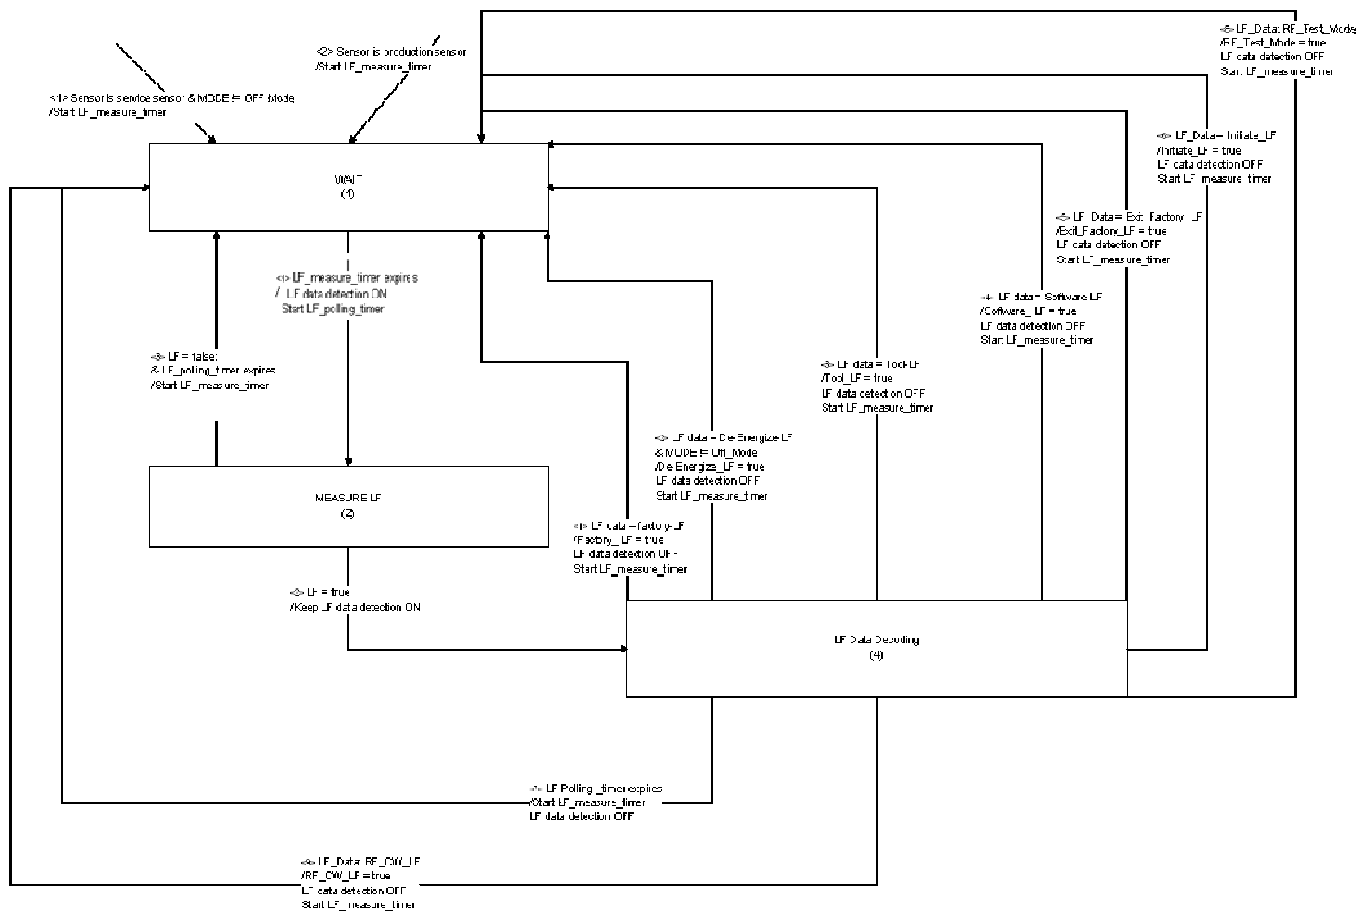 <2> Sensor is production sensor
/Start LF_measure_timer
<1> Sensor is service sensor & MODE != OFF Mode
/Start LF_measure_timer
LF_Data: RF_Test_Mode
/RF_Test_Mode = true
LF data detection OFF
Start LF_measure_timer
LF_Data = Initiate_LF
/Initiate_LF = true
LF data detection OFF
Start LF_measure_timer
WAIT
(1)
LF_Data = Exit_Factory_LF
/Exit_Factory_LF = true
LF data detection OFF
Start LF_measure_timer
LF_measure_timer expires
/ LF data detection ON
Start LF_polling_timer
LF data = Software LF
/Software_LF = true
LF data detection OFF
Start LF_measure_timer
LF = false
& LF_polling_timer expires
/Start LF_measure_timer
LF data = Tool-LF
/Tool_LF = true
LF data detection OFF
Start LF_measure_timer
LF data = De Energize LF
& MODE != Off_Mode
/De Energize_LF = true
LF data detection OFF
Start LF_measure_timer
MEASURE LF
(2)
LF data = factory-LF
/Factory_LF = true
LF data detection OFF
Start LF_measure_timer
LF = true
/Keep LF data detection ON
LF Data Decoding
(4)
LF Polling_timer expires
/Start LF_measure_timer
LF data detection OFF
LF_Data: RF_CW_LF
/RF_CW_LF = true
LF data detection OFF
Start LF_measure_timer